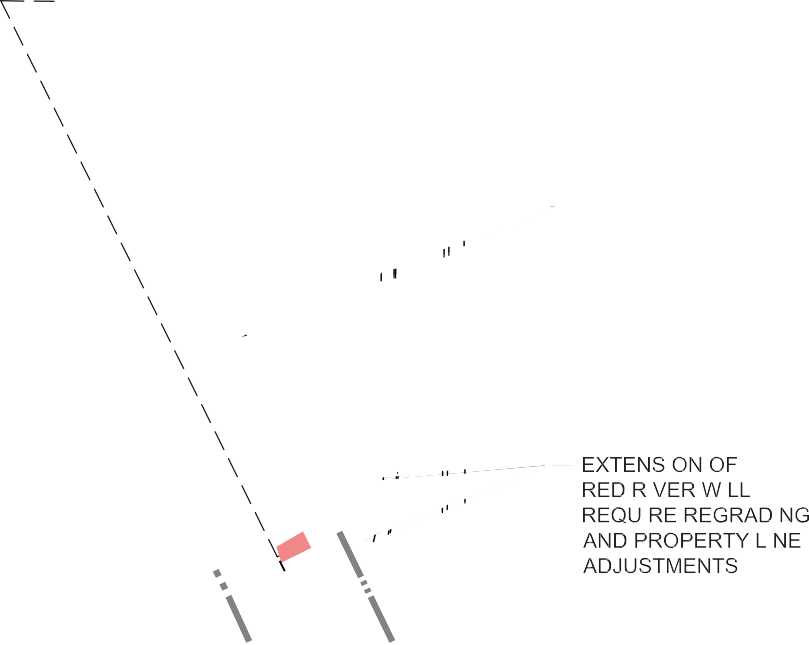 EXTENS ON OF
RED R VER W LL
REQU RE REGRAD NG
AND PROPERTY L NE
ADJUSTMENTS